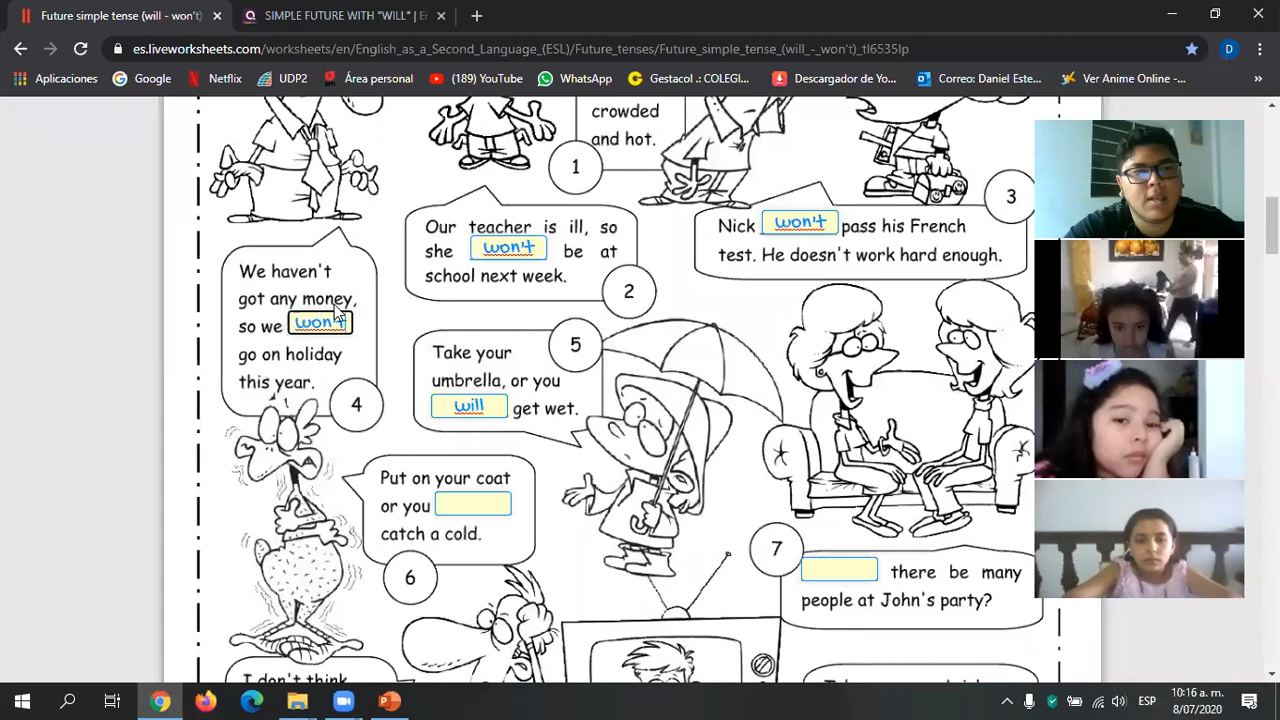 Future simple tense (will - won't)
SIMPLE FUTURE WITH "WILL" | E
es.liveworksheets.com/worksheets/en/English_as_a_Second_Language_(ESL)/Future_tenses/Future_simple_tense_(will_-_won't)_tl6535lp
D
Aplicaciones
Google
Netflix
UDP2
Área personal
(189) YouTube
WhatsApp
Gestacol .: COLEGI...
Descargador de Yo...
Correo: Daniel Este...
Ver Anime Online -...
»
crowded
and hot.
1
Our teacher is ill, so
she won't be at
school next week.
2
Nick won't pass his French
test. He doesn't work hard enough.
3
We haven't
got any money,
so we won't
go on holiday
this year.
4
Take your
umbrella, or you
will get wet.
5
Put on your coat
or you
catch a cold.
6
7
there be many
people at John's party?
I don't think
ESP
10:16 a. m.
8/07/2020